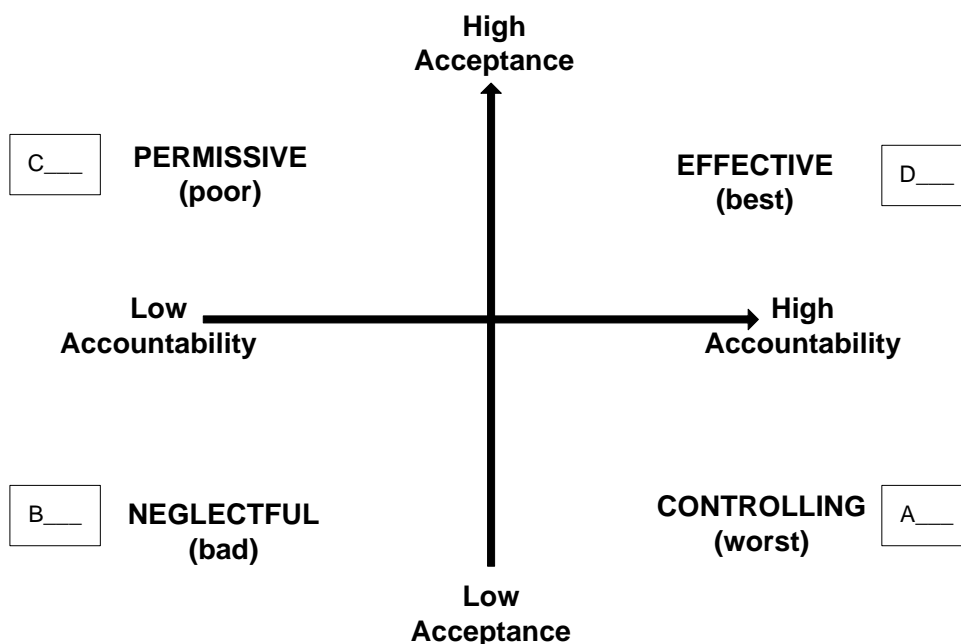 High
Acceptance
C___
PERMISSIVE
(poor)
EFFECTIVE
(best)
D___
Low
Accountability
High
Accountability
B___
NEGLECTFUL
(bad)
CONTROLLING
(worst)
A___
Low
Acceptance